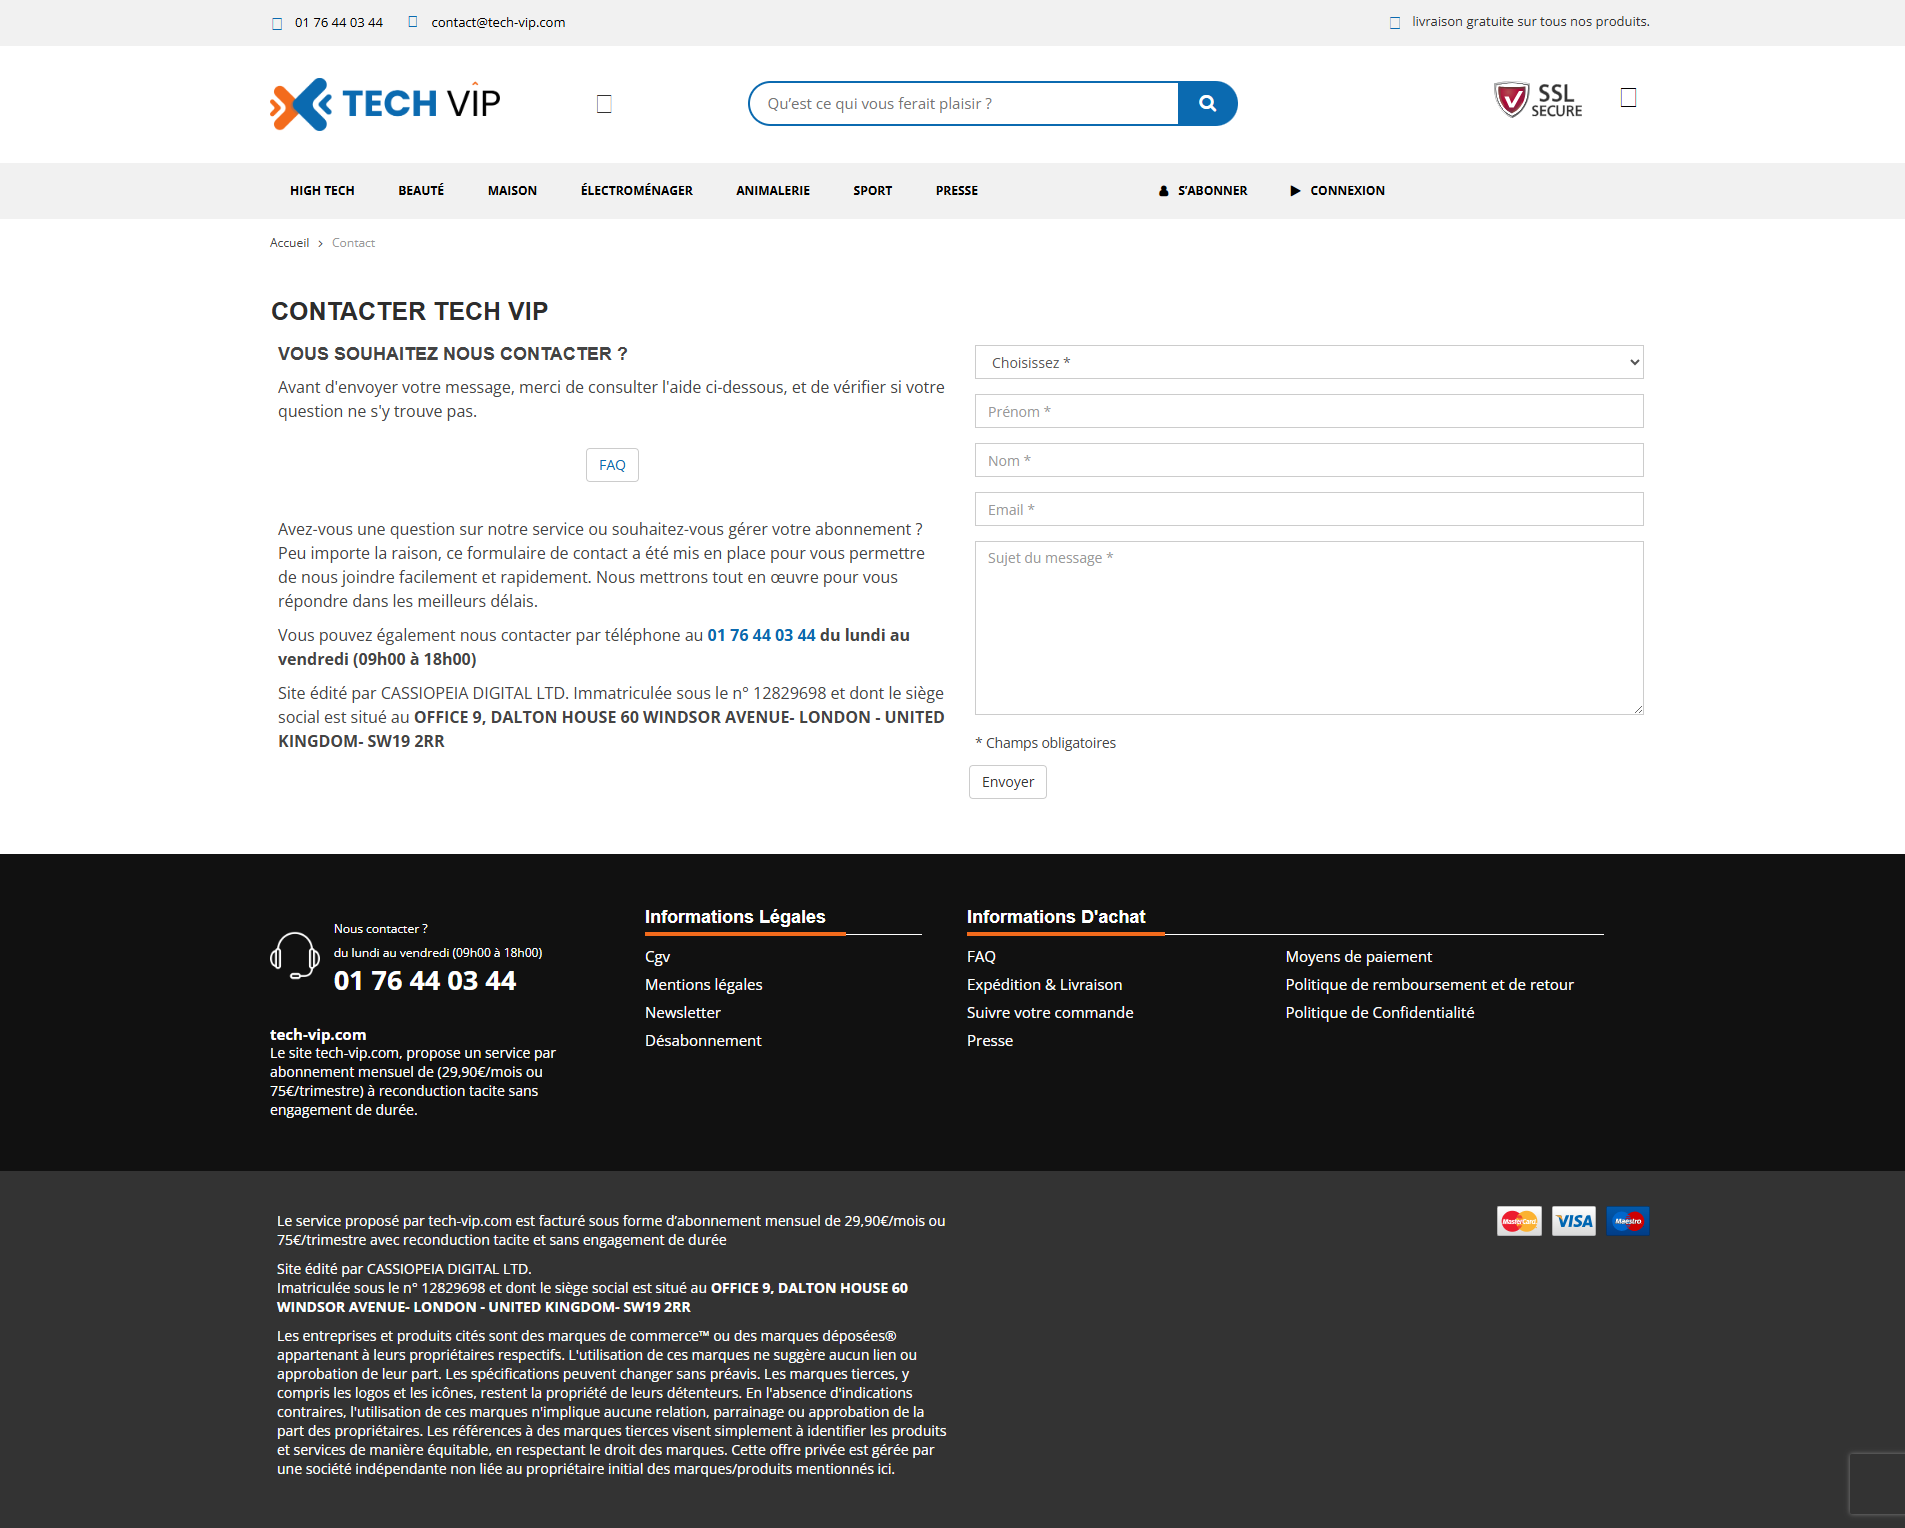 01 76 44 03 44
contact@tech-vip.com
livraison gratuite sur tous nos produits.
TECH VIP
Qu’est ce qui vous ferait plaisir ?
SSL
SECURE
HIGH TECH
BEAUTÉ
MAISON
ÉLECTROMÉNAGER
ANIMALERIE
SPORT
PRESSE
S’ABONNER
CONNEXION
Accueil > Contact
CONTACTER TECH VIP
VOUS SOUHAITEZ NOUS CONTACTER ?
Avant d'envoyer votre message, merci de consulter l'aide ci-dessous, et de vérifier si votre
question ne s'y trouve pas.
FAQ
Avez-vous une question sur notre service ou souhaitez-vous gérer votre abonnement ?
Peu importe la raison, ce formulaire de contact a été mis en place pour vous permettre
de nous joindre facilement et rapidement. Nous mettrons tout en œuvre pour vous
répondre dans les meilleurs délais.
Vous pouvez également nous contacter par téléphone au 01 76 44 03 44 du lundi au
vendredi (09h00 à 18h00)
Site édité par CASSIOPEIA DIGITAL LTD. Immatriculée sous le n° 12829698 et dont le siège
social est situé au OFFICE 9, DALTON HOUSE 60 WINDSOR AVENUE- LONDON - UNITED
KINGDOM- SW19 2RR
Choisissez *
Prénom *
Nom *
Email *
Sujet du message *
* Champs obligatoires
Envoyer
Nous contacter ?
du lundi au vendredi (09h00 à 18h00)
01 76 44 03 44
tech-vip.com
Le site tech-vip.com, propose un service par
abonnement mensuel de (29,90€/mois ou
75€/trimestre) à reconduction tacite sans
engagement de durée.
Informations Légales
Cgv
Mentions légales
Newsletter
Désabonnement
Informations D'achat
FAQ
Expédition & Livraison
Suivre votre commande
Presse
Moyens de paiement
Politique de remboursement et de retour
Politique de Confidentialité
Le service proposé par tech-vip.com est facturé sous forme d’abonnement mensuel de 29,90€/mois ou
75€/trimestre avec reconduction tacite et sans engagement de durée
Site édité par CASSIOPEIA DIGITAL LTD.
Imatriculée sous le n° 12829698 et dont le siège social est situé au OFFICE 9, DALTON HOUSE 60
WINDSOR AVENUE- LONDON - UNITED KINGDOM- SW19 2RR
Les entreprises et produits cités sont des marques de commerce™ ou des marques déposées®
appartenant à leurs propriétaires respectifs. L'utilisation de ces marques ne suggère aucun lien ou
approbation de leur part. Les spécifications peuvent changer sans préavis. Les marques tierces, y
compris les logos et les icônes, restent la propriété de leurs détenteurs. En l'absence d'indications
contraires, l'utilisation de ces marques n'implique aucune relation, parrainage ou approbation de la
part des propriétaires. Les références à des marques tierces visent simplement à identifier les produits
et services de manière équitable, en respectant le droit des marques. Cette offre privée est gérée par
une société indépendante non liée au propriétaire initial des marques/produits mentionnés ici.
MasterCard
VISA
Maestro